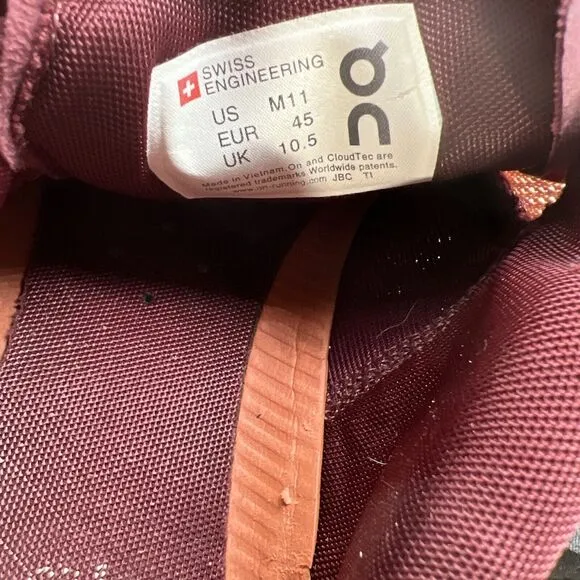 SWISS
ENGINEERING
US M11
EUR 45
UK 10.5
Made in Vietnam. On and CloudTec are
registered trademarks. Worldwide patents.
www.on-running.com JBC TI